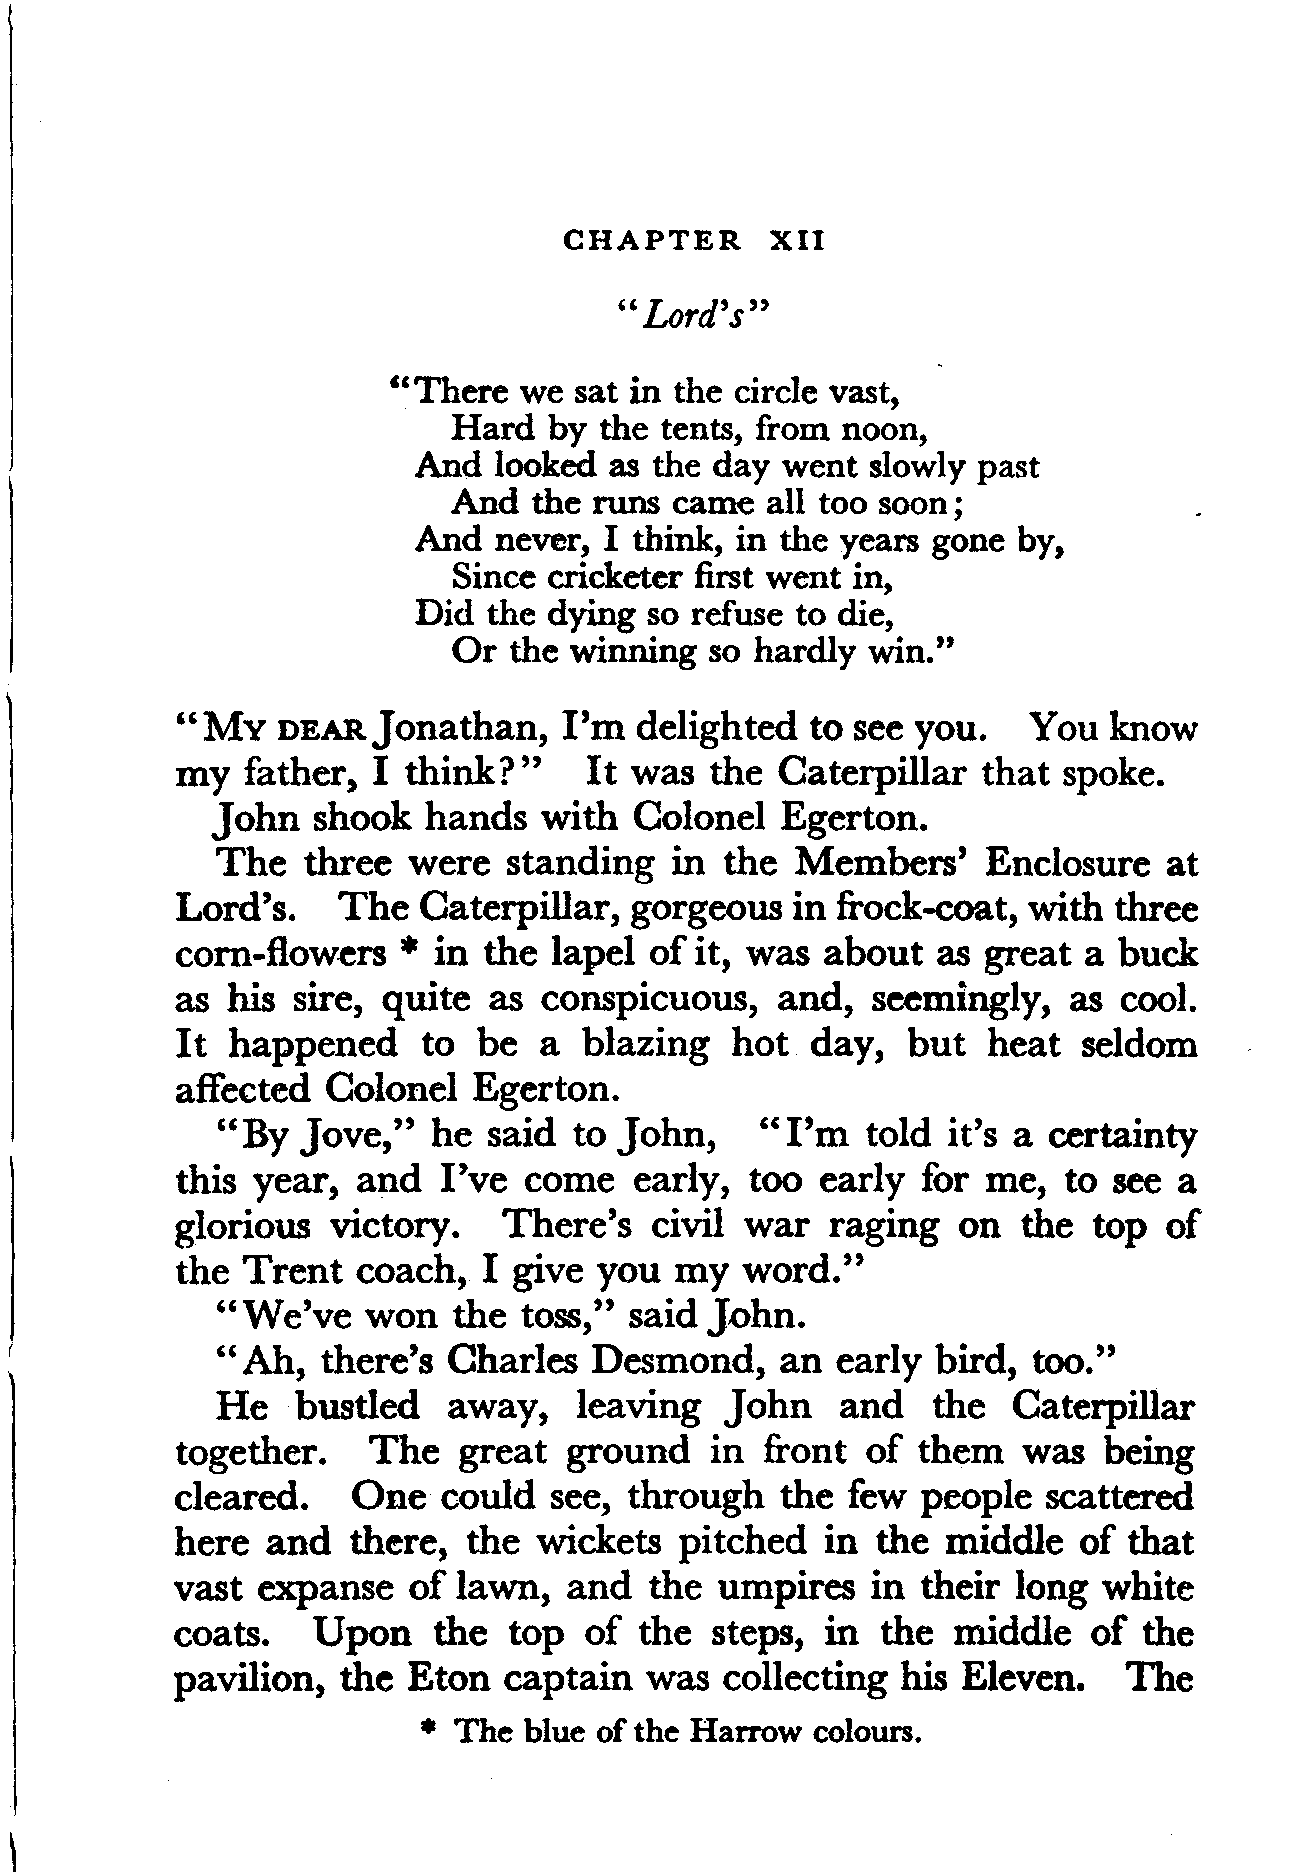 CHAPTER XII
"Lord's"
"There we sat in the circle vast,
Hard by the tents, from noon,
And looked as the day went slowly past
And the runs came all too soon;
And never, I think, in the years gone by,
Since cricketer first went in,
Did the dying so refuse to die,
Or the winning so hardly win."
"MY DEAR Jonathan, I'm delighted to see you. You know
my father, I think?" It was the Caterpillar that spoke.
John shook hands with Colonel Egerton.
The three were standing in the Members' Enclosure at
Lord's. The Caterpillar, gorgeous in frock-coat, with three
corn-flowers * in the lapel of it, was about as great a buck
as his sire, quite as conspicuous, and, seemingly, as cool.
It happened to be a blazing hot day, but heat seldom
affected Colonel Egerton.
"By Jove," he said to John, "I'm told it's a certainty
this year, and I've come early, too early for me, to see a
glorious victory. There's civil war raging on the top of
the Trent coach, I give you my word."
"We've won the toss," said John.
"Ah, there's Charles Desmond, an early bird, too."
He bustled away, leaving John and the Caterpillar
together. The great ground in front of them was being
cleared. One could see, through the few people scattered
here and there, the wickets pitched in the middle of that
vast expanse of lawn, and the umpires in their long white
coats. Upon the top of the steps, in the middle of the
pavilion, the Eton captain was collecting his Eleven. The
* The blue of the Harrow colours.